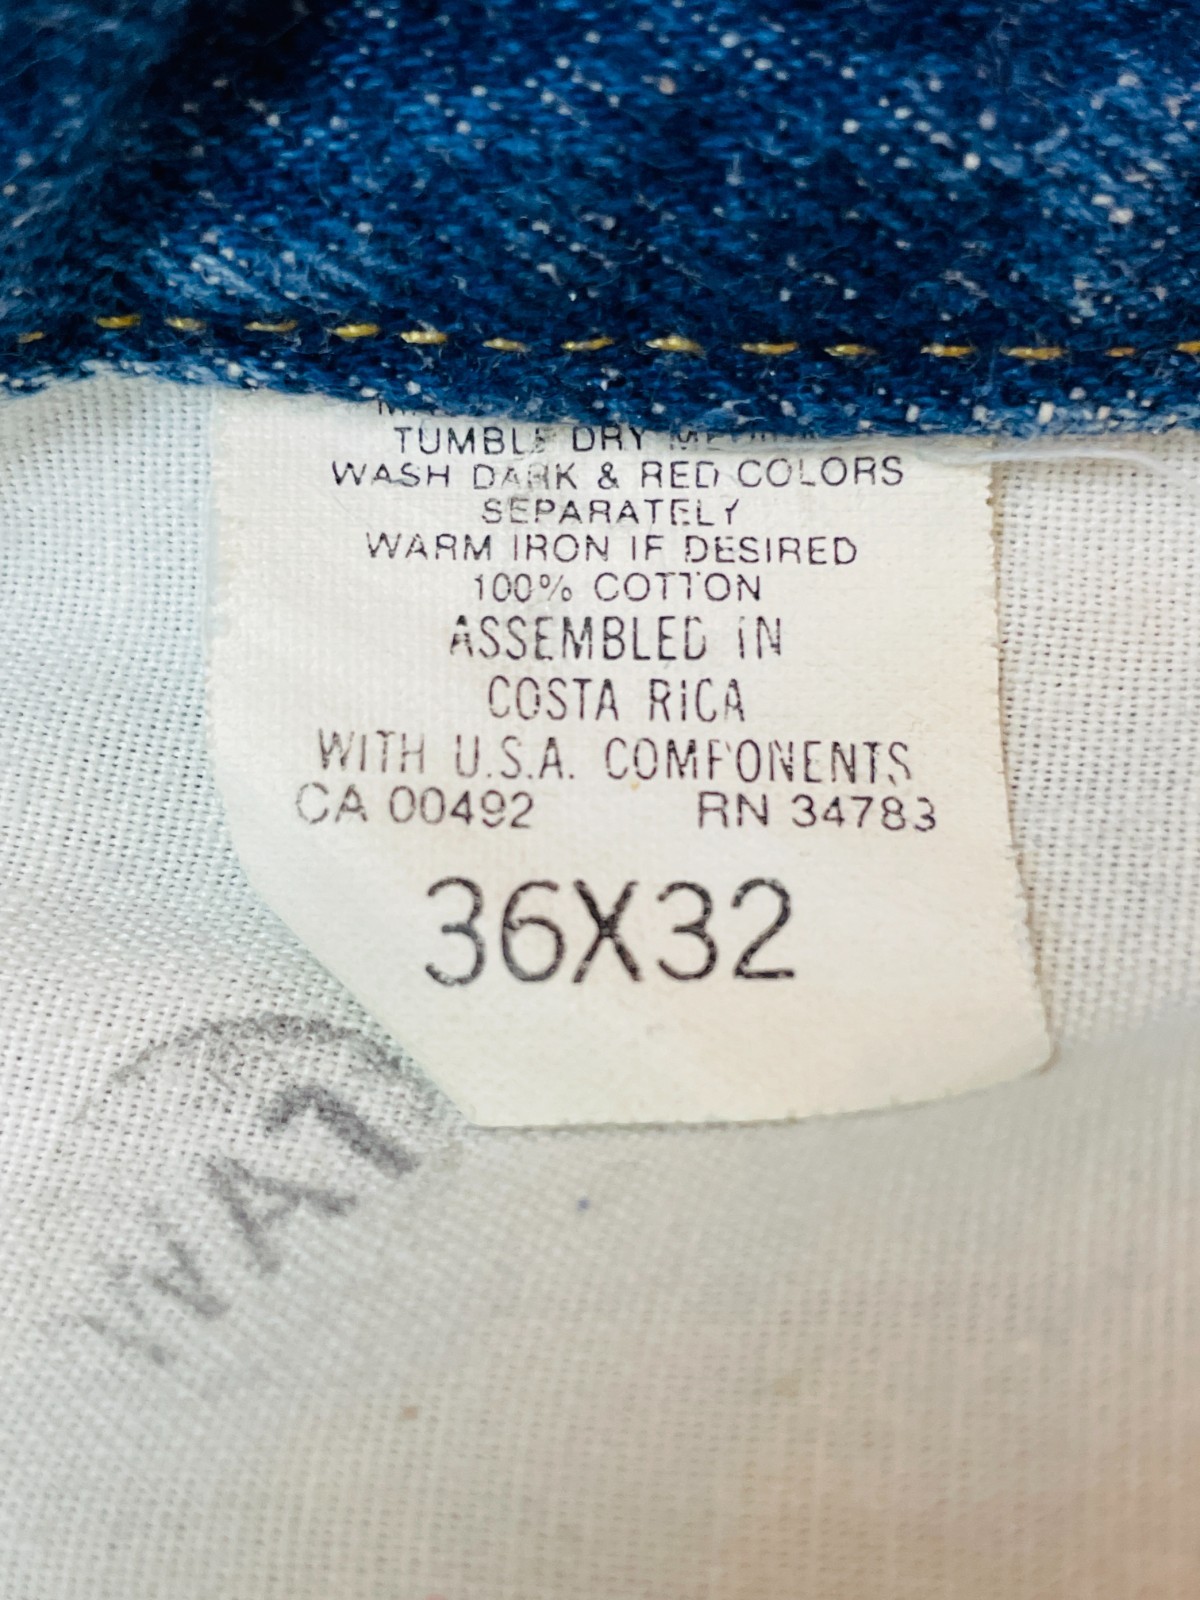 TUMBLE DRY
WASH DARK & RED COLORS
SEPARATELY
WARM IRON IF DESIRED
100% COTTON
ASSEMBLED IN
COSTA RICA
WITH U.S.A. COMPONENTS
CA 00492 RN 34783
36X32